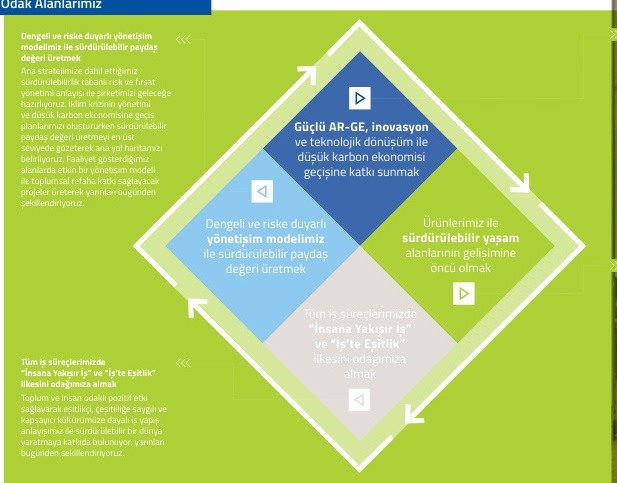 Odak Alanlarımız
Dengeli ve riske duyarlı yönetişim
modelimiz ile sürdürülebilir paydaş
değeri üretmek
Ana stratejimize dahil ettiğimiz
sürdürülebilirlik tabanlı risk ve fırsat
yönetimi anlayışı ile şirketimizi geleceğe
hazırlıyoruz. İklim krizinin yönetimi
ve düşük karbon ekonomisine geçiş
planlarımızı oluştururken sürdürülebilir
paydaş değeri üretmeyi en üst
seviyede gözeterek ana yol haritamızı
belirliyoruz. Faaliyet gösterdiğimiz
alanlarda etkin bir yönetişim modeli
ile toplumsal refaha katkı sağlayacak
projeler üreterek yarınları bugünden
şekillendiriyoruz.
Güçlü AR-GE, inovasyon
ve teknolojik dönüşüm ile
düşük karbon ekonomisi
geçişine katkı sunmak
Dengeli ve riske duyarlı
yönetişim modelimiz
ile sürdürülebilir paydaş
değeri üretmek
Ürünlerimiz ile
sürdürülebilir yaşam
alanlarının gelişimine
öncü olmak
Tüm iş süreçlerimizde
"İnsana Yakışır İş"
ve "İş'te Eşitlik"
ilkesini odağımıza
almak
Tüm iş süreçlerimizde
"İnsana Yakışır İş" ve "İş'te Eşitlik"
ilkesini odağımıza almak
Toplum ve insan odaklı pozitif etki
sağlayarak eşitlikçi, çeşitliliğe saygılı ve
kapsayıcı kültürümüze dayalı iş yapış
anlayışımız ile sürdürülebilir bir dünya
yaratmaya katkıda bulunuyor, yarınları
bugünden şekillendiriyoruz.